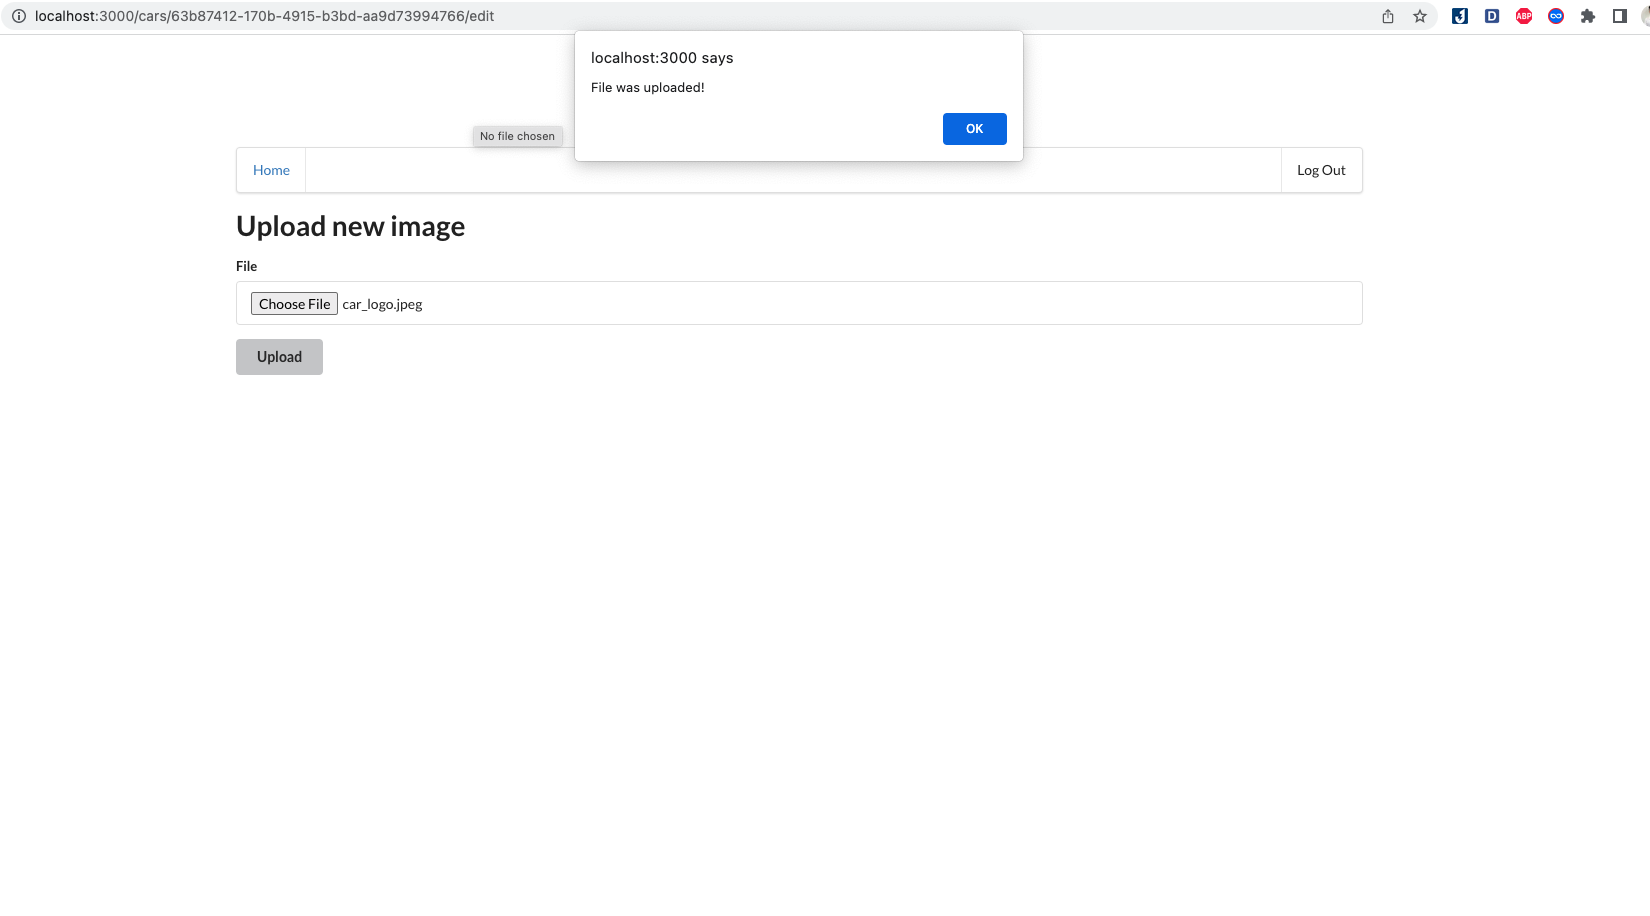 localhost:3000/cars/63b87412-170b-4915-b3bd-aa9d73994766/edit
J
D
ABP
localhost:3000 says
File was uploaded!
OK
No file chosen
Home
Log Out
Upload new image
File
Choose File car_logo.jpeg
Upload